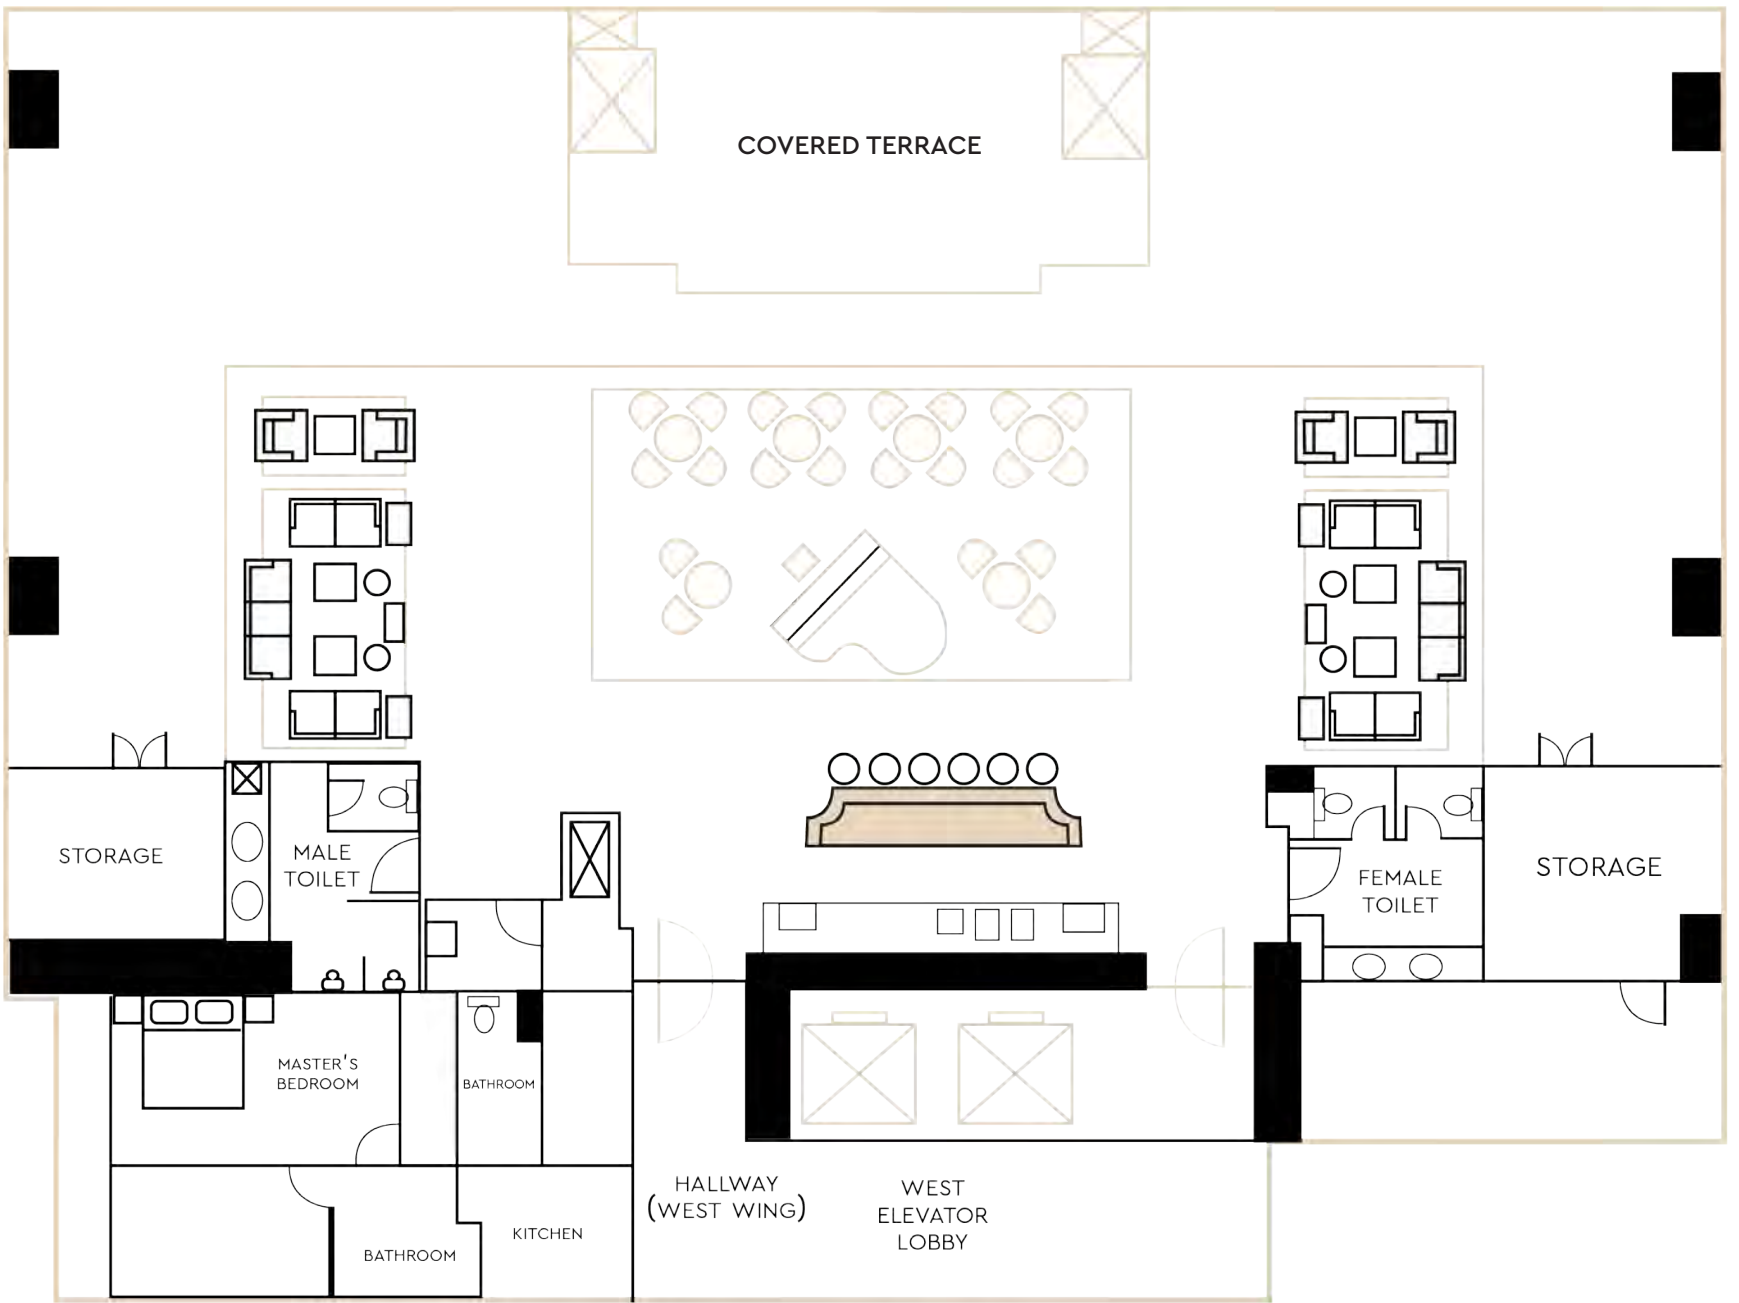 COVERED TERRACE
STORAGE
MALE
TOILET
FEMALE
TOILET
STORAGE
MASTER'S
BEDROOM
BATHROOM
HALLWAY
(WEST WING)
WEST
ELEVATOR
LOBBY
KITCHEN
BATHROOM